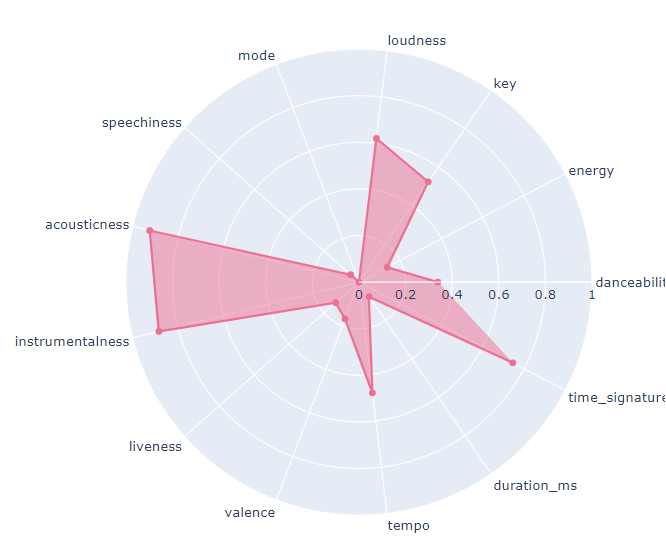 loudness
mode
key
speechiness
energy
acousticness
danceabilit
0 0.2 0.4 0.6 0.8 1
instrumentalness
time_signature
liveness
duration_ms
valence
tempo